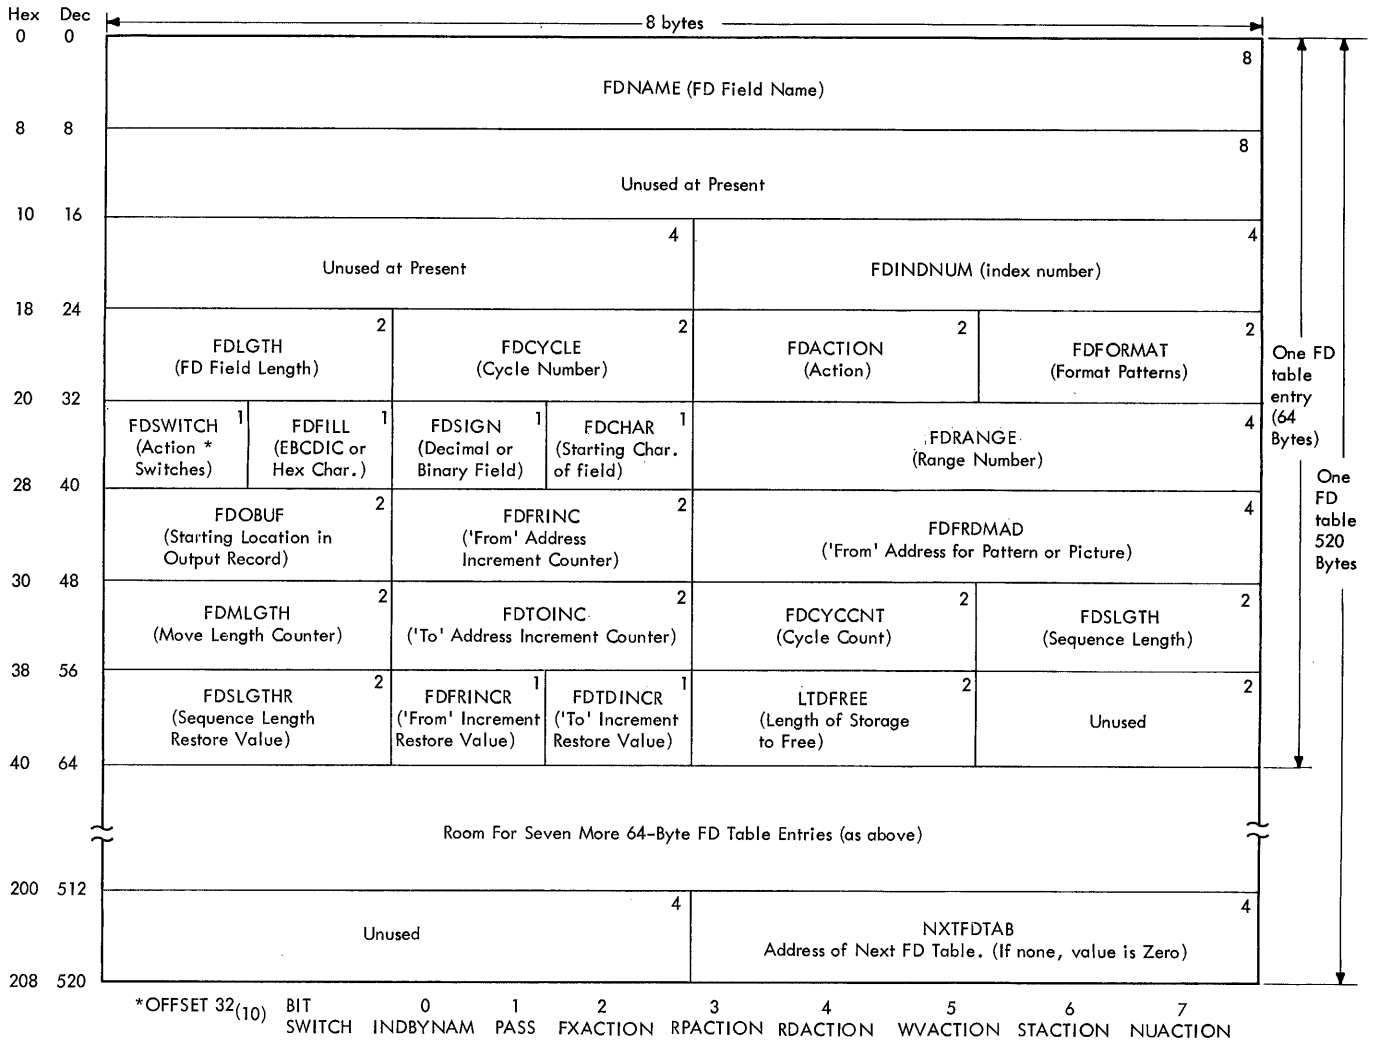 Hex Dec
8 bytes
0 0
8
FDNAME (FD Field Name)
8 8
8
Unused at Present
10 16
4 4
Unused at Present FDINDNUM (index number)
18 24
2 2 2 2
FDLGTH FDCYCLE FDACTION FDFORMAT
(FD Field Length) (Cycle Number) (Action) (Format Patterns)
One FD
table
entry
(64
Bytes)
20 32
1 1 1 1 4
FDSWITCH FDFILL FDSIGN FDCHAR FDRANGE
(Action * (EBCDIC or (Decimal or (Starting Char. (Range Number)
Switches) Hex Char.) Binary Field) of field)
One
FD
table
520
Bytes
28 40
2 2 4
FDOBUF FDFRINC FDFRDMAD
(Starting Location in ('From' Address ('From' Address for Pattern or Picture)
Output Record) Increment Counter)
30 48
2 2 2 2
FDMLGTH FDTOINC FDCYCCNT FDSLGTH
(Move Length Counter) ('To' Address Increment Counter) (Cycle Count) (Sequence Length)
38 56
2 1 1 2 2
FDSLGTHR FDFRINCR FDTDINCR LTDFREE Unused
(Sequence Length ('From' Increment ('To' Increment (Length of Storage
Restore Value) Restore Value) Restore Value) to Free)
40 64
Room For Seven More 64-Byte FD Table Entries (as above)
200 512
4 4
Unused NXTFDTAB
Address of Next FD Table. (If none, value is Zero)
208 520
*OFFSET 32(10) BIT 0 1 2 3 4 5 6 7
SWITCH INDBYNAM PASS FXACTION RPACTION RDACTION WVACTION STACTION NUACTION